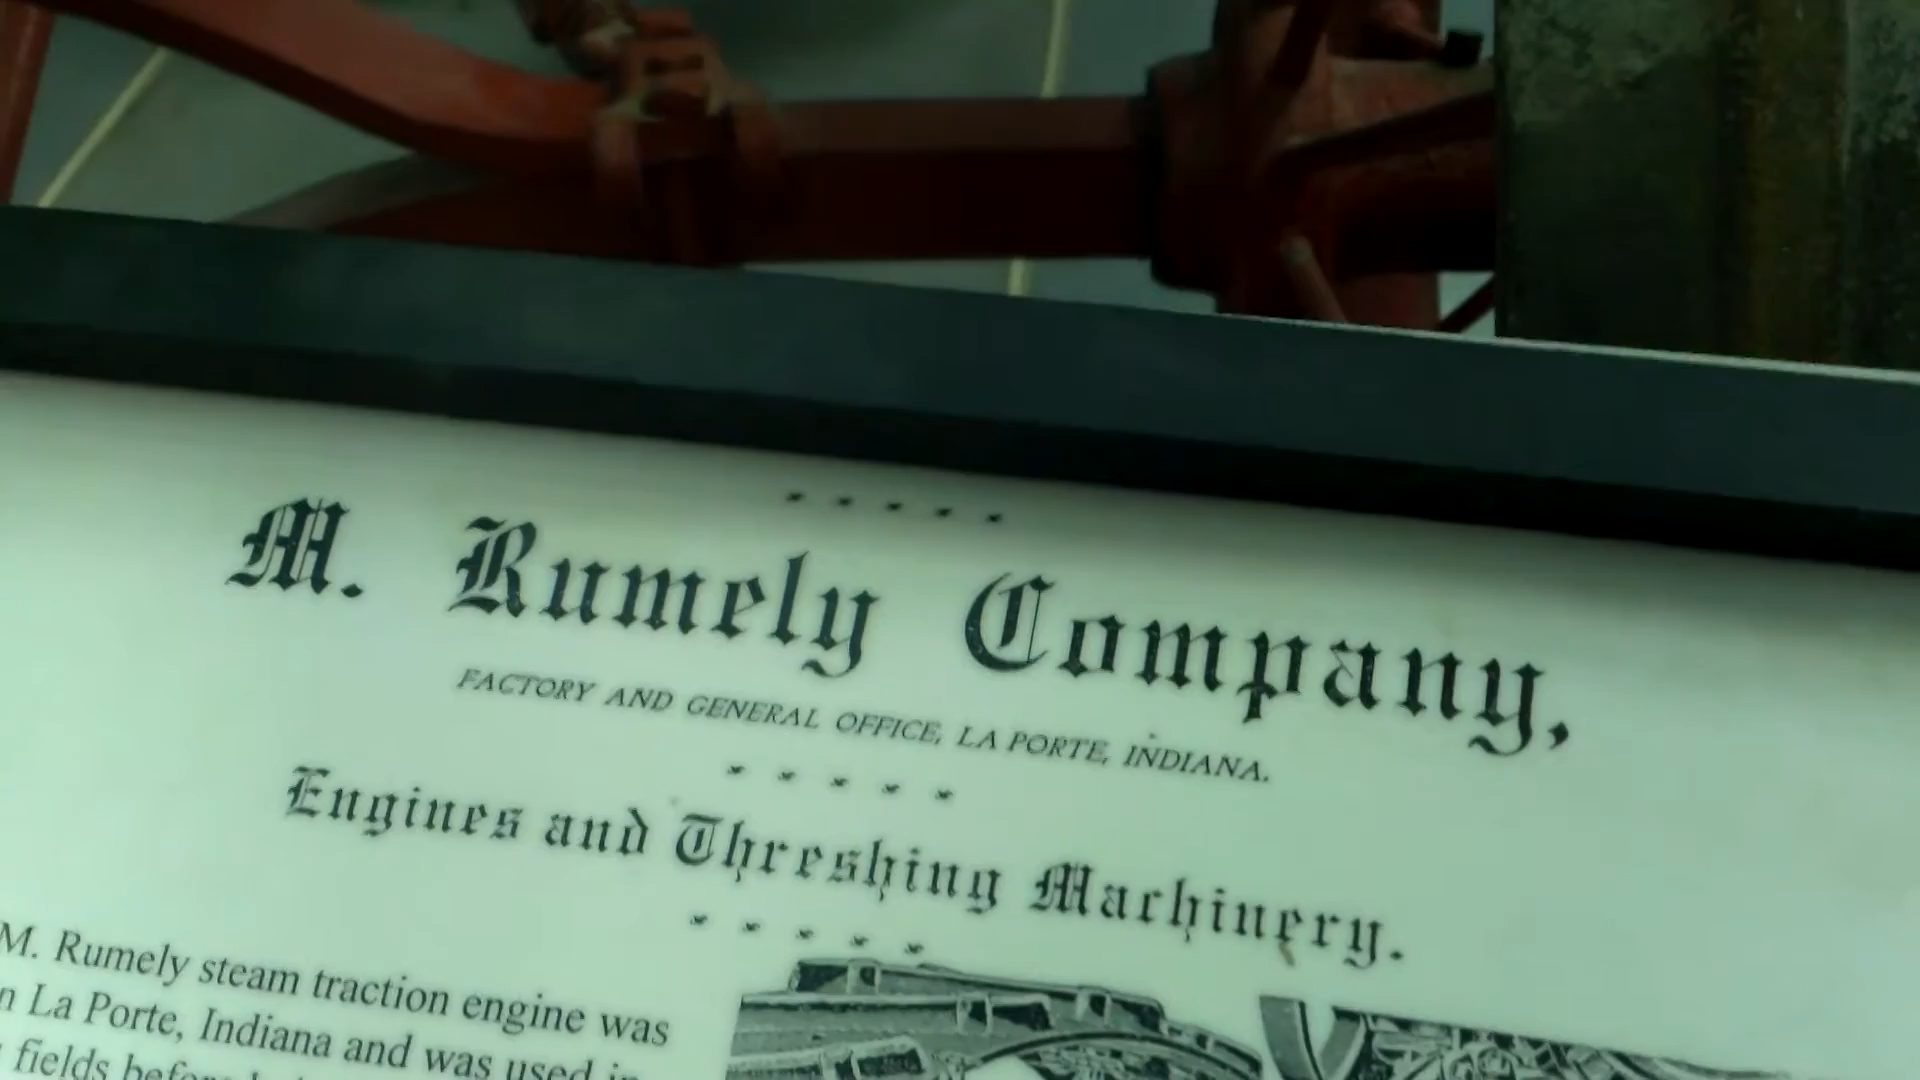 M. Rumely Company,
FACTORY AND GENERAL OFFICE, LA PORTE, INDIANA.
Engines and Threshing Machinery.
M. Rumely steam traction engine was
La Porte, Indiana and was used in
fields before